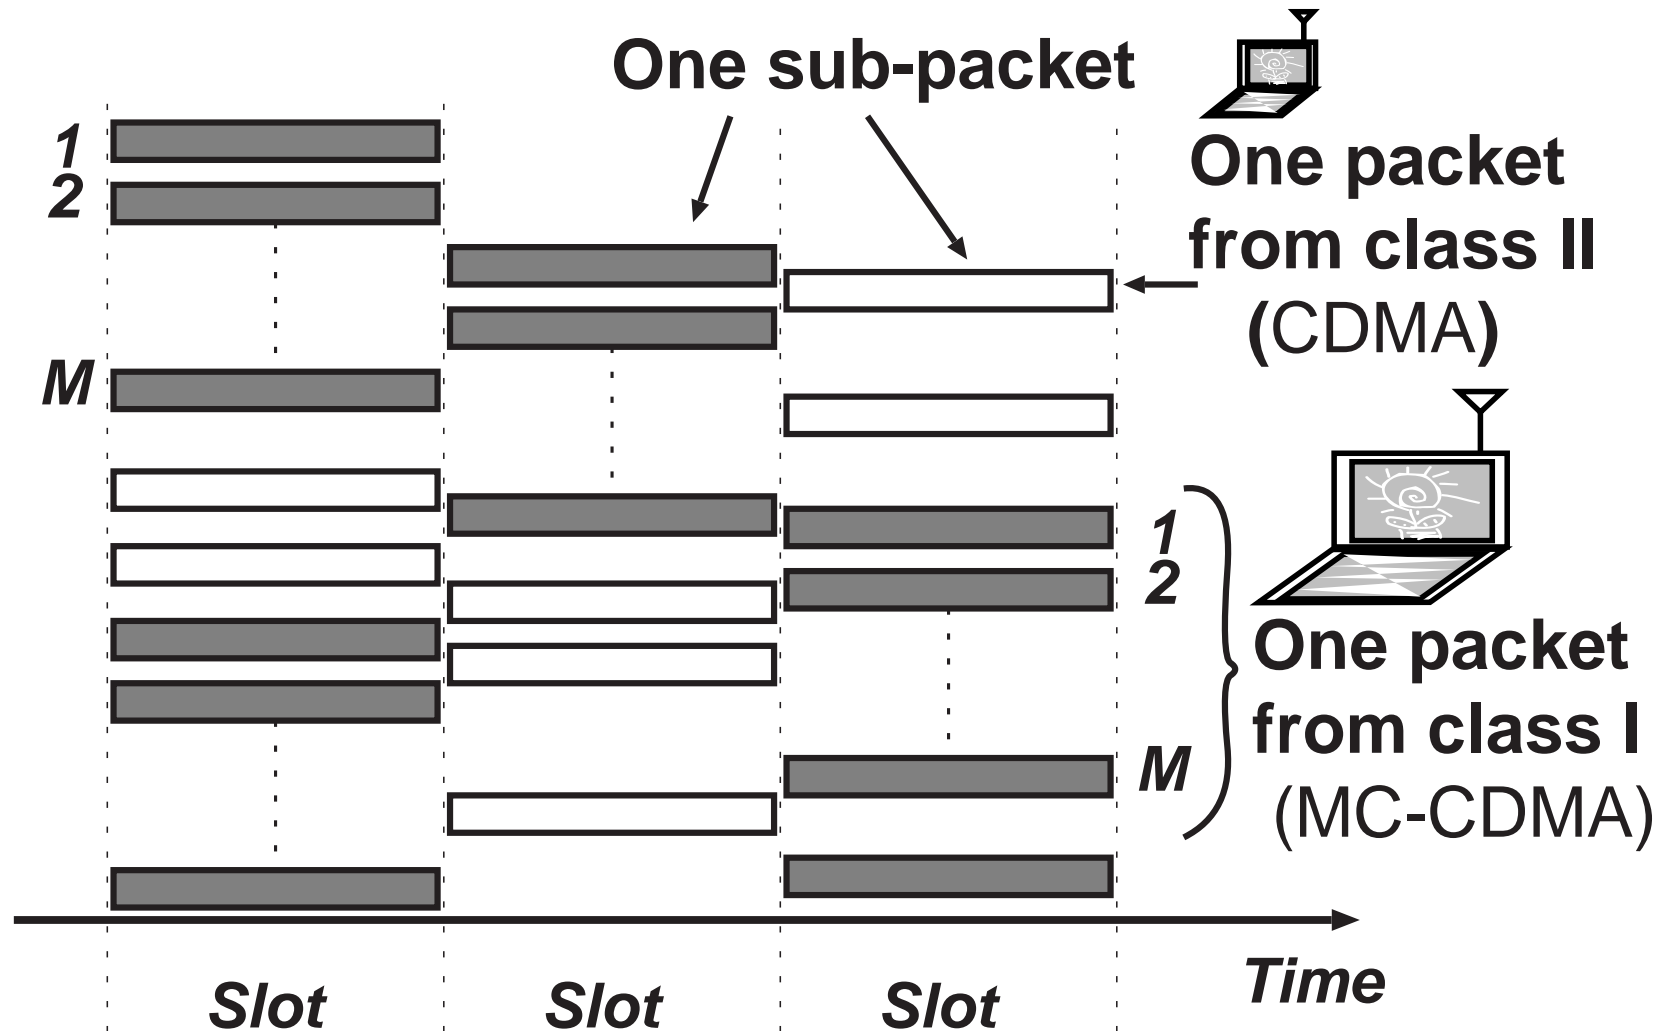 One sub-packet
1
2
M
One packet
from class II
(CDMA)
1
2
M
One packet
from class I
(MC-CDMA)
Time
Slot
Slot
Slot